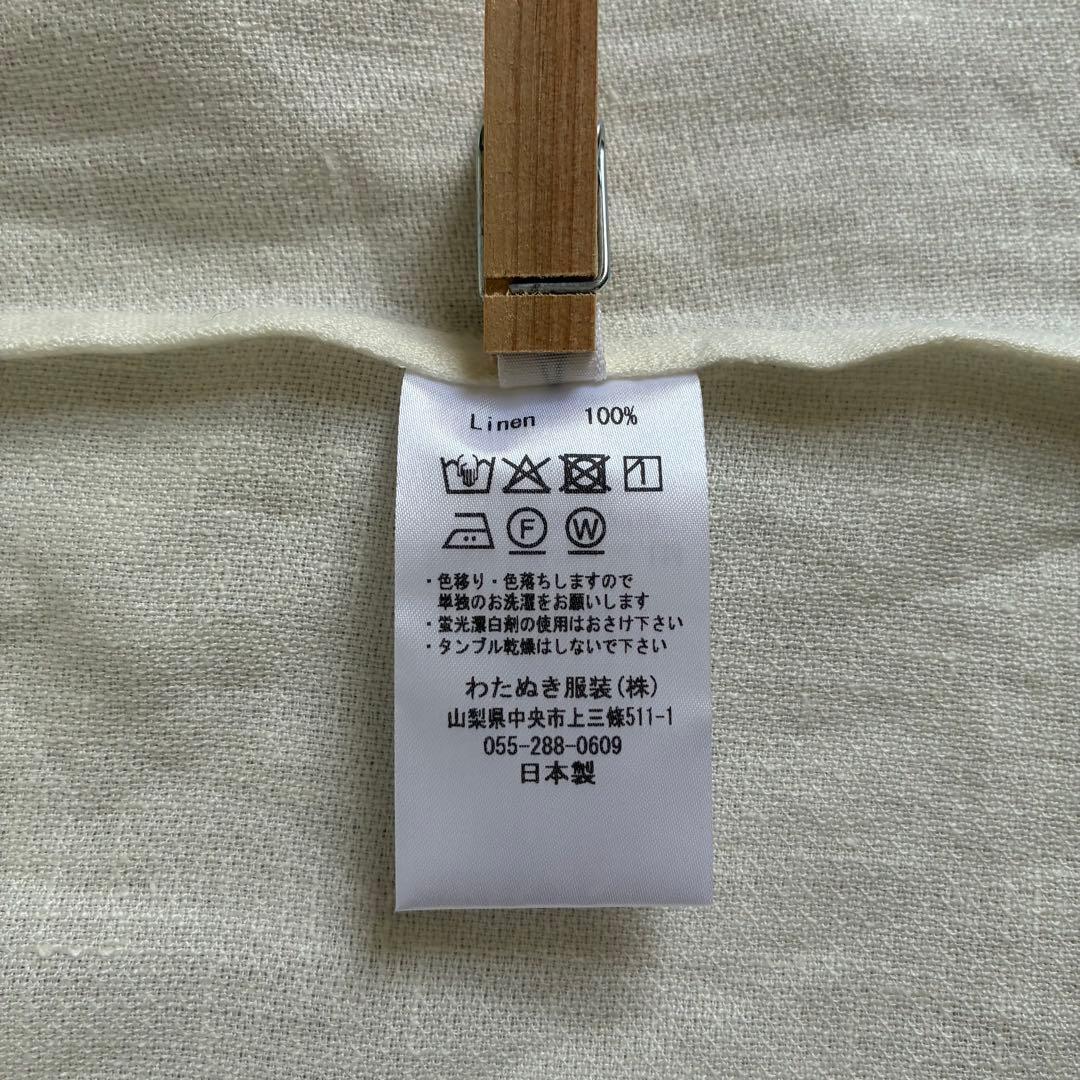 Linen 100%
F W
・色移り・色落ちしますので
単独のお洗濯をお願いします
・蛍光漂白剤の使用はおさけ下さい
・タンブル乾燥はしないで下さい
わたぬき服装(株)
山梨県中央市上三條511-1
055-288-0609
日本製